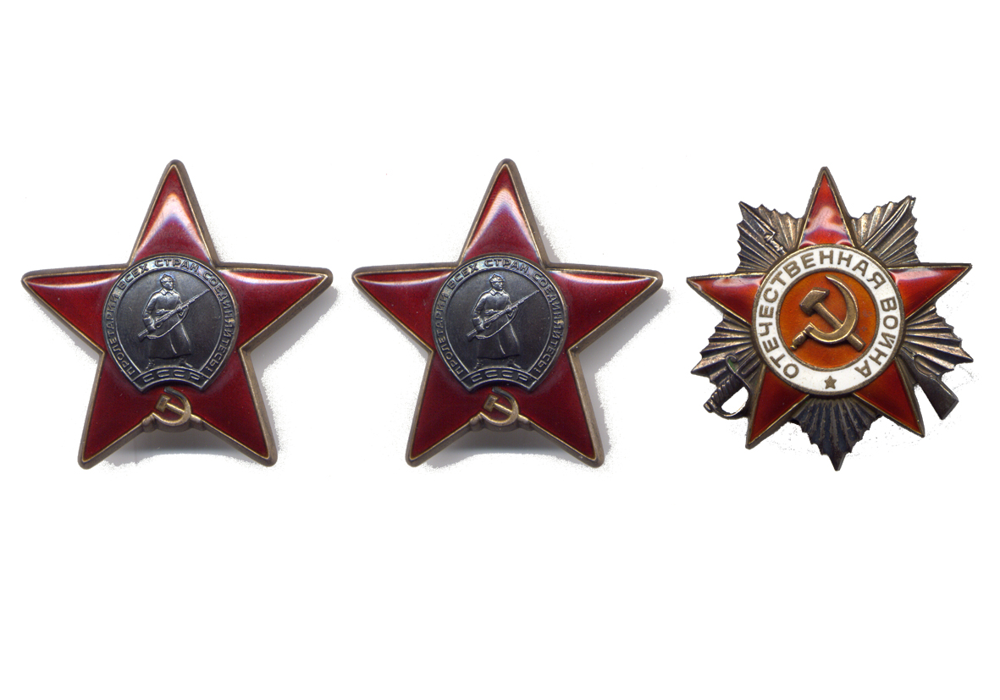 ПРОЛЕТАРИИ ВСЕХ СТРАН СОЕДИНЯЙТЕСЬ!
СССР
ПРОЛЕТАРИИ ВСЕХ СТРАН СОЕДИНЯЙТЕСЬ!
СССР
ОТЕЧЕСТВЕННАЯ ВОЙНА